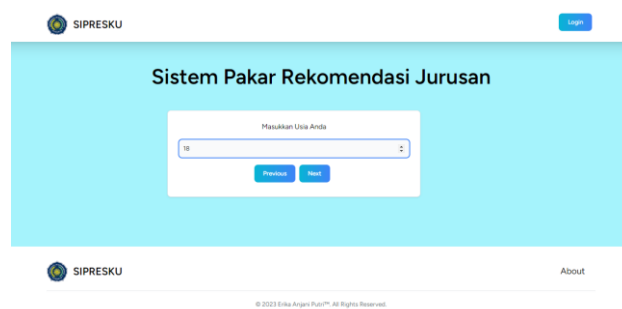 SIPRESKU
Login
Sistem Pakar Rekomendasi Jurusan
Masukkan Usia Anda
18
Previous
Next
SIPRESKU
About
© 2023 Erika Anjani Putri™. All Rights Reserved.